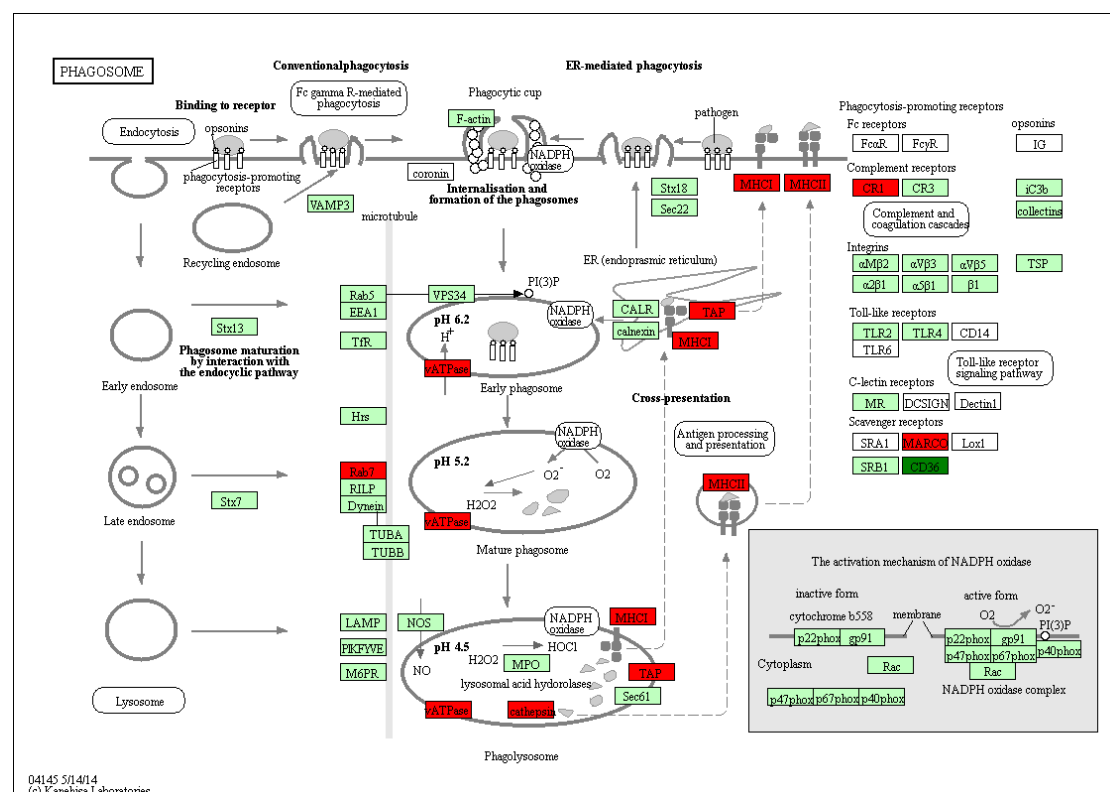 PHAGOSOME
Conventionalphagocytosis
ER-mediated phagocytosis
Fc gamma R-mediated
phagocytosis
Phagocytic cup
Binding to receptor
Endocytosis
opsonins
F-actin
pathogen
NADPH
oxidase
phagocytosis-promoting
receptors
coronin
Internalisation and
formation of the phagosomes
Stx18
Sec22
MHCI
MHCII
VAMP3
microtubule
Recycling endosome
ER (endoprasmic reticulum)
PI(3)P
Rab5
VPS34
EEA1
TfR
Stx13
Phagosome maturation
by interaction with the
endocyclic pathway
pH 6.2
H+
NADPH
oxidase
CALR
calnexin
TAP
MHCI
vATPase
Early endosome
Early phagosome
Cross-presentation
Hrs
Antigen processing
and presentation
NADPH
oxidase
pH 5.2
O2-
O2
H2O2
Rab7
RILP
Dynein
Stx7
MHCII
vATPase
Late endosome
TUBA
TUBB
Mature phagosome
LAMP
NOS
NADPH
oxidase
MHCI
PIKFYVE
pH 4.5
HOCl
H2O2
MPO
M6PR
NO
lysosomal acid hydorolases
TAP
Sec61
Lysosome
vATPase
cathepsin
Phagolysosome
Phagocytosis-promoting receptors
Fc receptors
opsonins
FcαR
FcγR
IG
Complement receptors
CR1
CR3
iC3b
Complement and
coagulation cascades
collectins
Integrins
αMβ2
αVβ3
αVβ5
TSP
α2β1
α5β1
β1
Toll-like receptors
TLR2
TLR4
CD14
TLR6
Toll-like receptor
signaling pathway
C-lectin receptors
MR
DCSIGN
Dectin1
Scavenger receptors
SRA1
MARCO
Lox1
SRB1
CD36
The activation mechanism of NADPH oxidase
inactive form
active form
cytochrome b558
membrane
O2
O2-
PI(3)P
p22phox
gp91
p22phox
gp91
p47phox
p67phox
p40phox
Cytoplasm
Rac
Rac
NADPH oxidase complex
p47phox
p67phox
p40phox
04145 5/14/14
(c) Kanehisa Laboratories